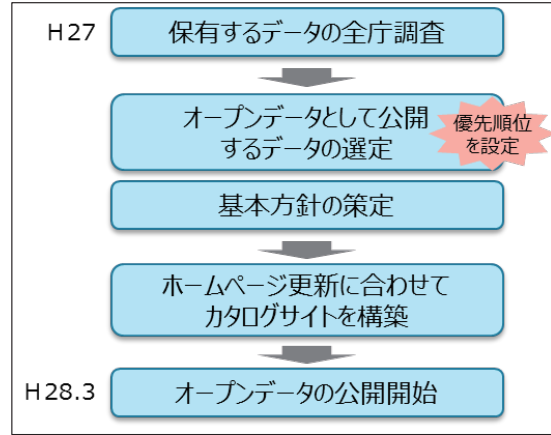 H27
保有するデータの全庁調査
オープンデータとして公開
するデータの選定
優先順位
を設定
基本方針の策定
ホームページ更新に合わせて
カタログサイトを構築
H28.3
オープンデータの公開開始